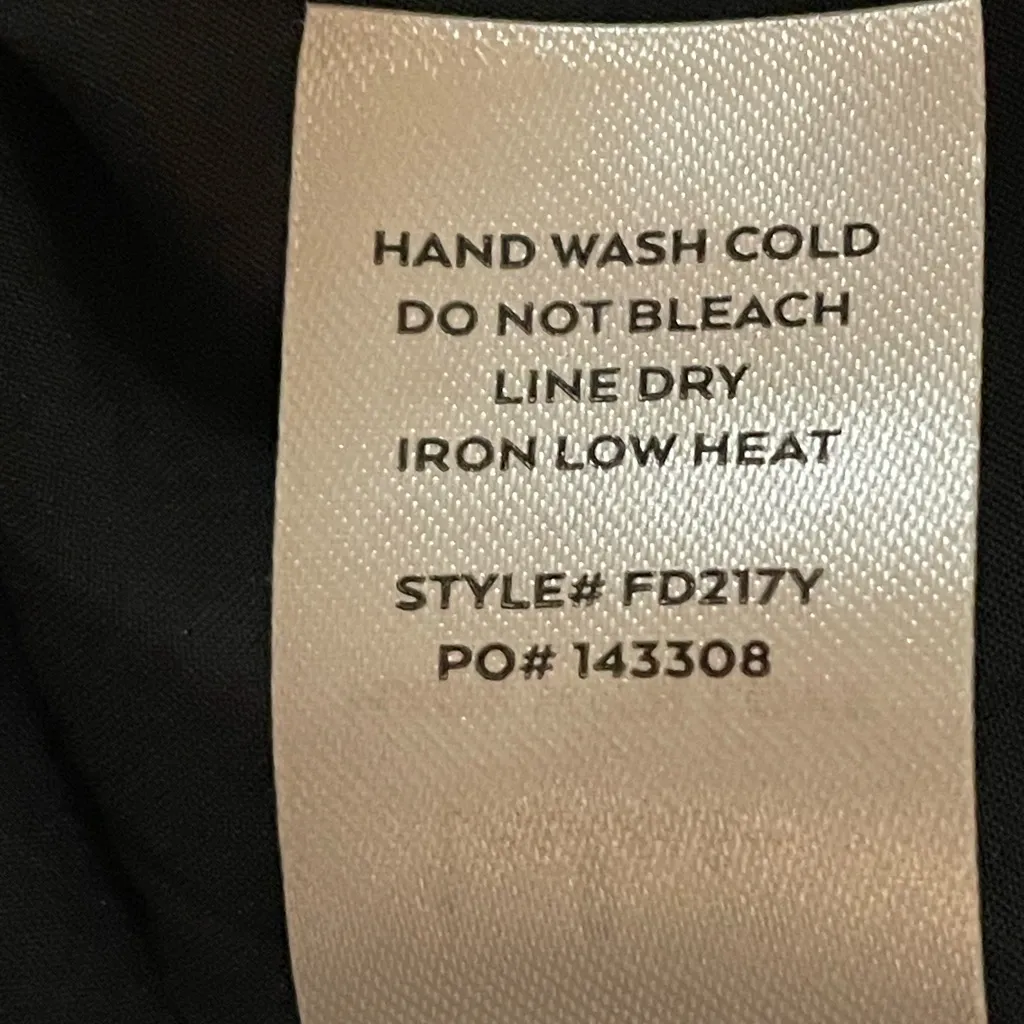 HAND WASH COLD
DO NOT BLEACH
LINE DRY
IRON LOW HEAT
STYLE# FD217Y
PO# 143308